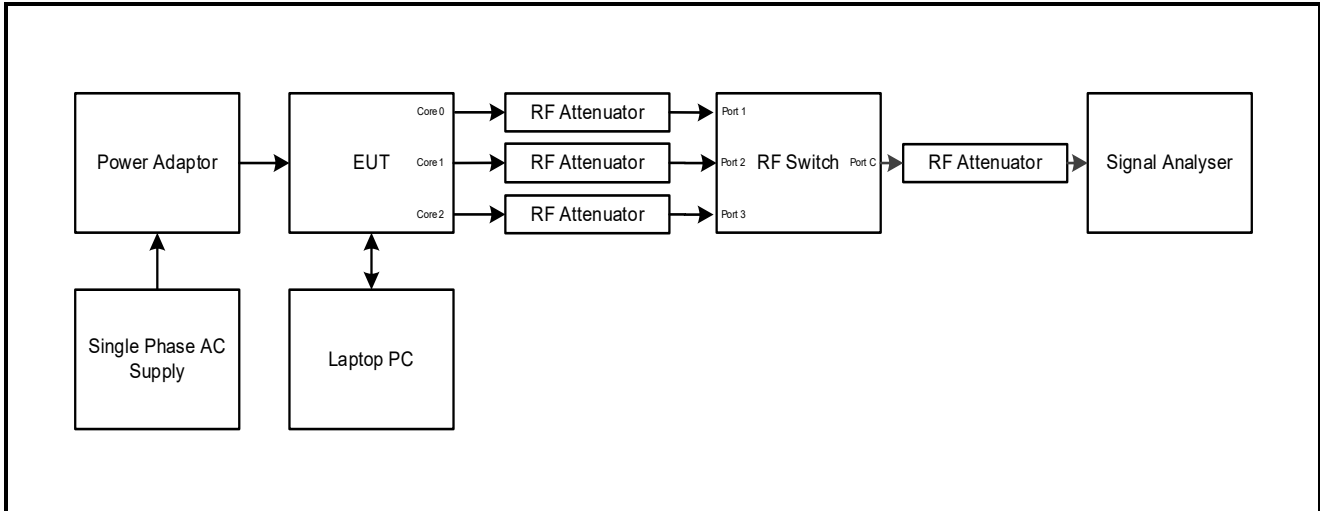 Core 0
RF Attenuator
Port 1
Power Adaptor
EUT
Core 1
RF Attenuator
Port 2
RF Switch
Port C
RF Attenuator
Signal Analyser
Core 2
RF Attenuator
Port 3
Single Phase AC
Supply
Laptop PC